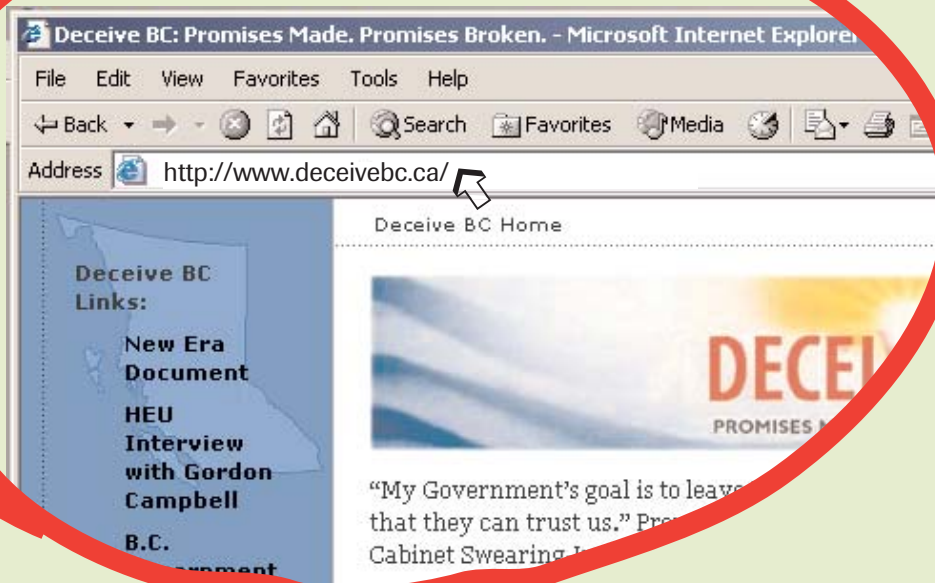 Deceive BC: Promises Made. Promises Broken. - Microsoft Internet Explorer
File Edit View Favorites Tools Help
Back Search Favorites Media
Address http://www.deceivebc.ca/
Deceive BC Home
Deceive BC
Links:
New Era
Document
HEU
Interview
with Gordon
Campbell
B.C.
DECEI
PROMISES
“My Government's goal is to leave
that they can trust us.”
Cabinet Swearing